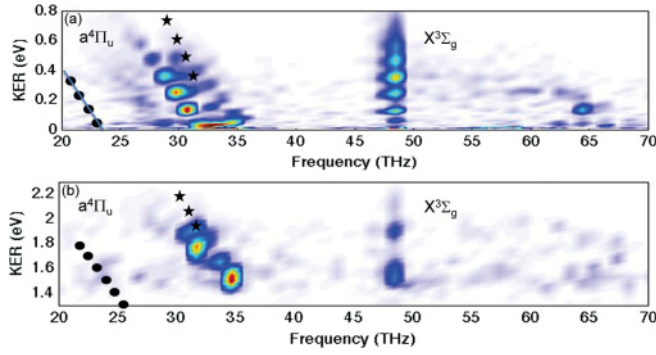 (a) a⁴Πᵤ X³Σg
KER (eV)
0.8
0.6
0.4
0.2
0
20 25 30 35 40 45 50 55 60 65 70
Frequency (THz)
(b) a⁴Πᵤ X³Σg
KER (eV)
2.2
2.0
1.8
1.6
1.4
20 25 30 35 40 45 50 55 60 65 70
Frequency (THz)